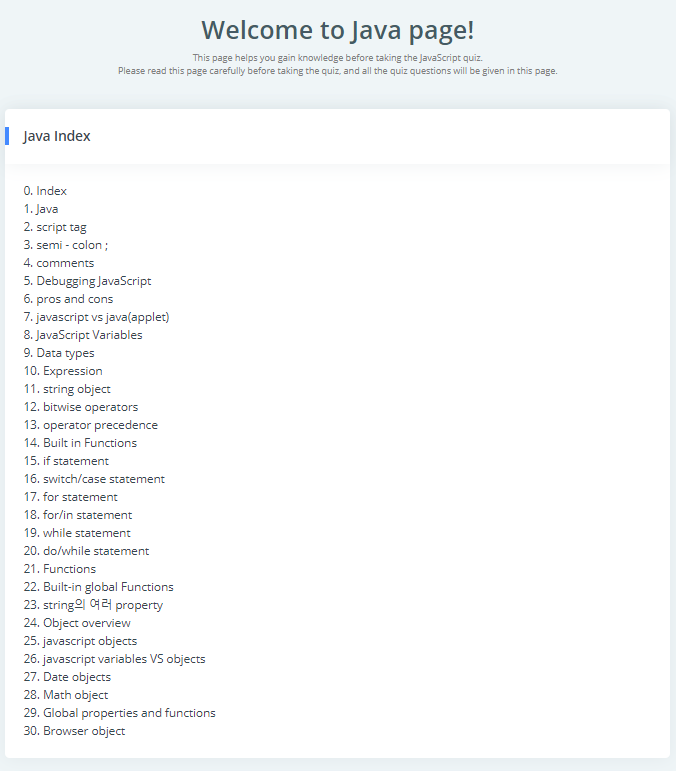 Welcome to Java page!
This page helps you gain knowledge before taking the JavaScript quiz.
Please read this page carefully before taking the quiz, and all the quiz questions will be given in this page.
Java Index
0. Index
1. Java
2. script tag
3. semi - colon ;
4. comments
5. Debugging JavaScript
6. pros and cons
7. javascript vs java(applet)
8. JavaScript Variables
9. Data types
10. Expression
11. string object
12. bitwise operators
13. operator precedence
14. Built in Functions
15. if statement
16. switch/case statement
17. for statement
18. for/in statement
19. while statement
20. do/while statement
21. Functions
22. Built-in global Functions
23. string의 여러 property
24. Object overview
25. javascript objects
26. javascript variables VS objects
27. Date objects
28. Math object
29. Global properties and functions
30. Browser object